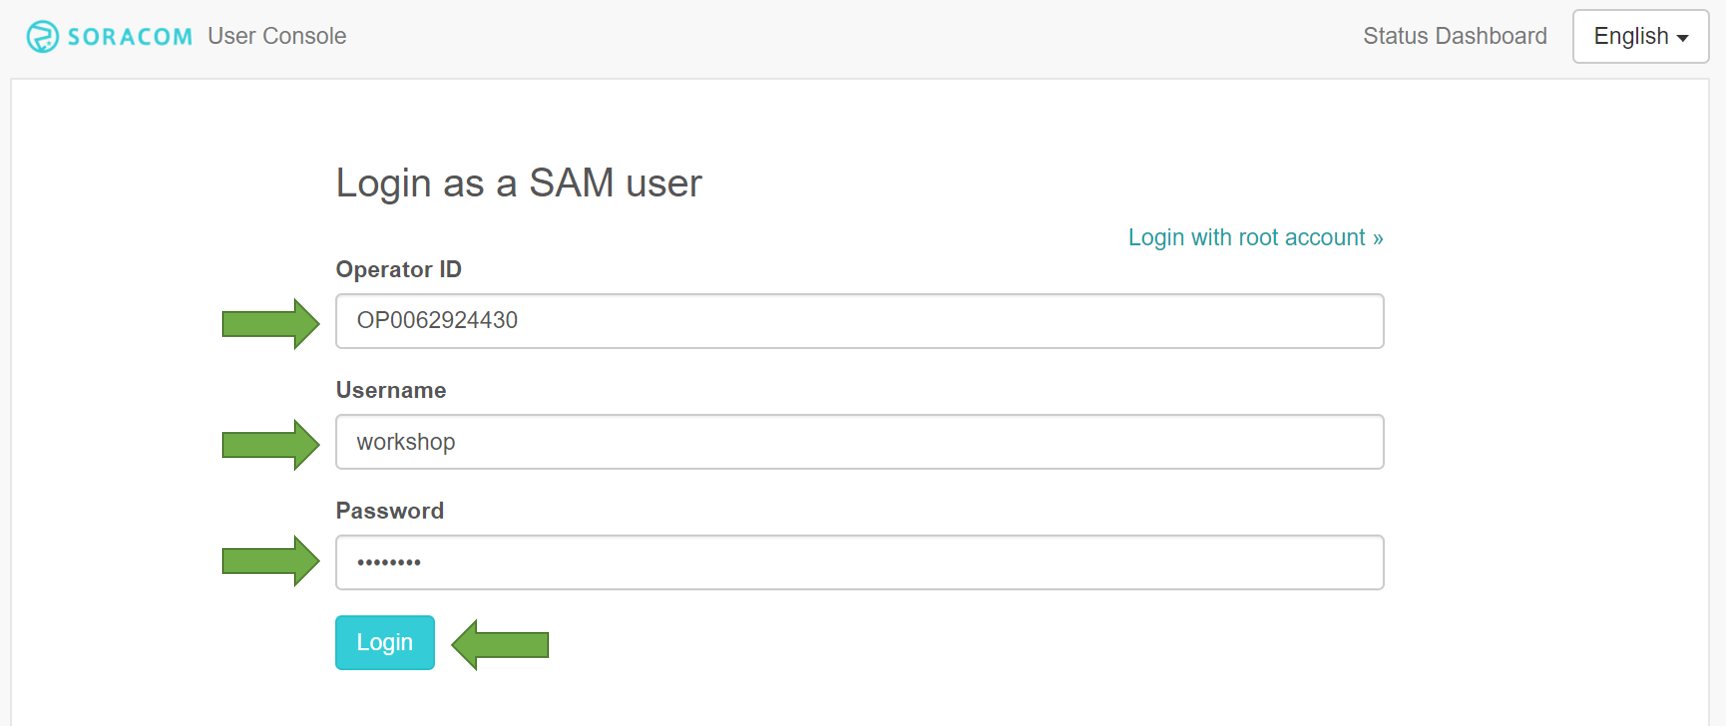 SORACOM User Console Status Dashboard English
Login as a SAM user
Login with root account »
Operator ID
OP0062924430
Username
workshop
Password
••••••••
Login